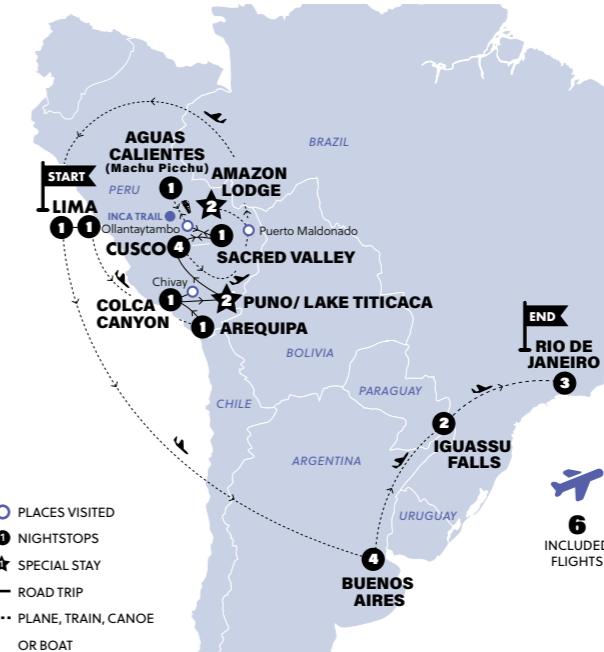 BRAZIL
AGUAS
CALIENTES
(Machu Picchu)
1
START
PERU
AMAZON
LODGE
2
LIMA
1 1
INCA TRAIL
Ollantaytambo
1
Puerto Maldonado
CUSCO 4
SACRED VALLEY
Chivay
COLCA
CANYON
1
2
PUNO/ LAKE TITICACA
1 AREQUIPA
END
RIO DE
JANEIRO
3
BOLIVIA
PARAGUAY
CHILE
2
IGUASSU
FALLS
ARGENTINA
URUGUAY
6
INCLUDED
FLIGHTS
4
BUENOS
AIRES
PLACES VISITED
1 NIGHTSTOPS
SPECIAL STAY
ROAD TRIP
PLANE, TRAIN, CANOE
OR BOAT